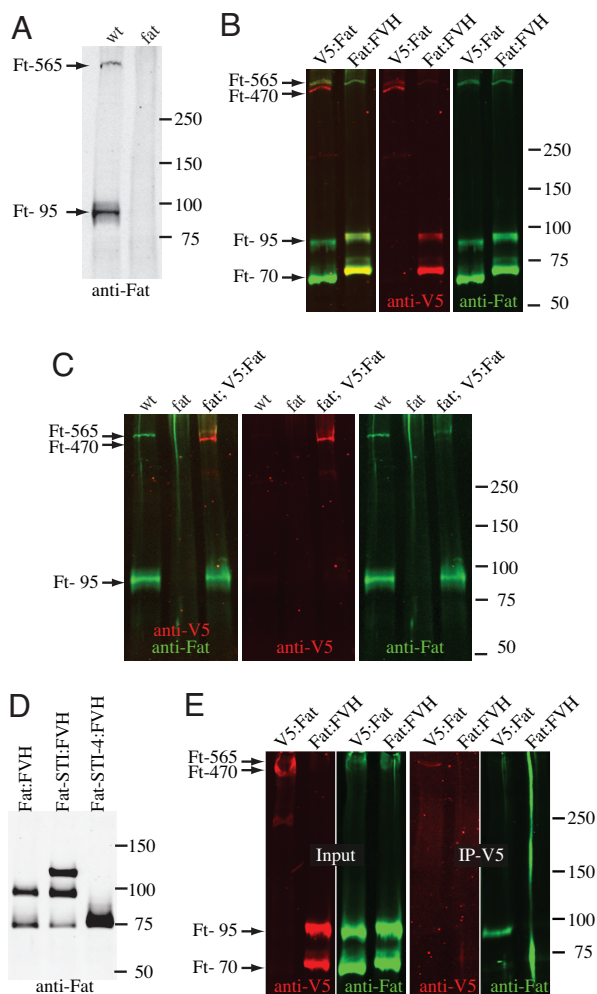 A
wt
fat
Ft-565
250
150
100
Ft- 95
75
anti-Fat
B
V5:Fat
Fat:FVH
V5:Fat
Fat:FVH
V5:Fat
Fat:FVH
Ft-565
Ft-470
250
150
100
Ft- 95
75
Ft- 70
50
anti-V5
anti-Fat
C
wt
fat
fat; V5:Fat
wt
fat
fat; V5:Fat
wt
fat
fat; V5:Fat
Ft-565
Ft-470
250
150
100
Ft- 95
75
50
anti-V5
anti-Fat
anti-V5
anti-Fat
D
Fat:FVH
Fat-STI:FVH
Fat-STI-4:FVH
150
100
75
50
anti-Fat
E
V5:Fat
Fat:FVH
V5:Fat
Fat:FVH
V5:Fat
Fat:FVH
V5:Fat
Fat:FVH
Ft-565
Ft-470
250
Input
IP-V5
150
100
Ft- 95
75
Ft- 70
anti-V5
anti-Fat
anti-V5
anti-Fat